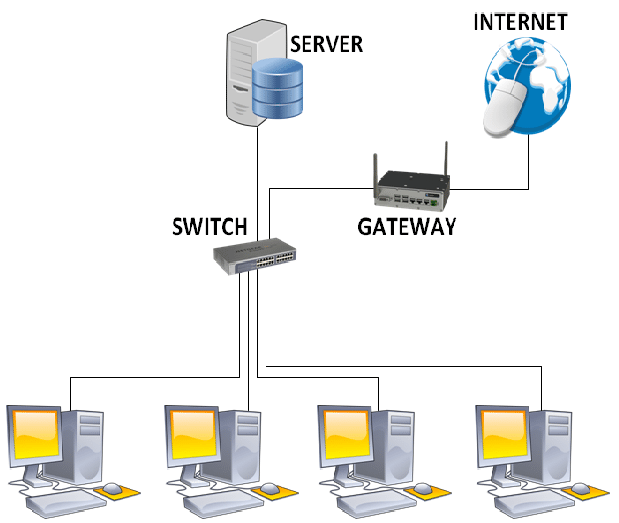 INTERNET
SERVER
SWITCH
GATEWAY